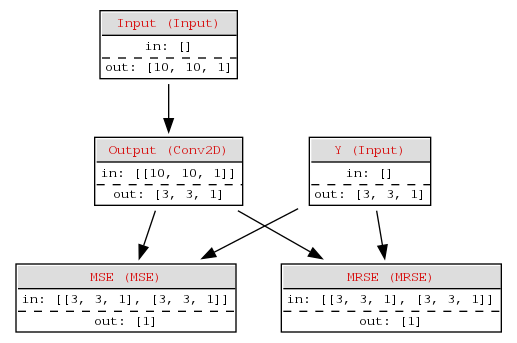 Input (Input)
in: []
out: [10, 10, 1]
Output (Conv2D)
in: [[10, 10, 1]]
out: [3, 3, 1]
Y (Input)
in: []
out: [3, 3, 1]
MSE (MSE)
in: [[3, 3, 1], [3, 3, 1]]
out: [1]
MRSE (MRSE)
in: [[3, 3, 1], [3, 3, 1]]
out: [1]